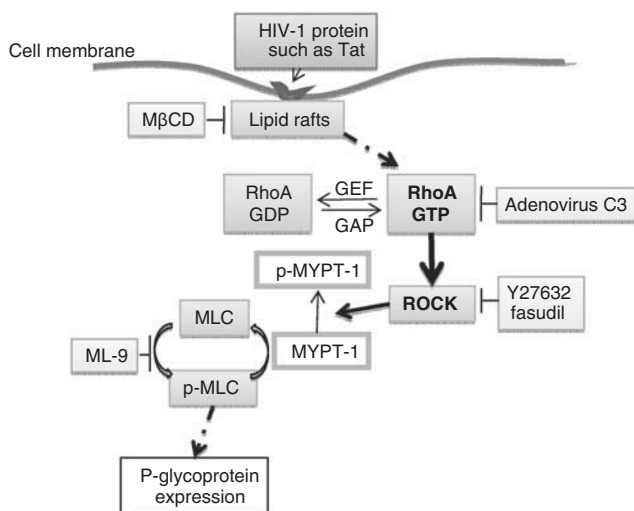 HIV-1 protein
such as Tat
Cell membrane
MβCD
Lipid rafts
RhoA
GDP
GEF
GAP
RhoA
GTP
Adenovirus C3
p-MYPT-1
ROCK
Y27632
fasudil
MLC
MYPT-1
ML-9
p-MLC
P-glycoprotein
expression